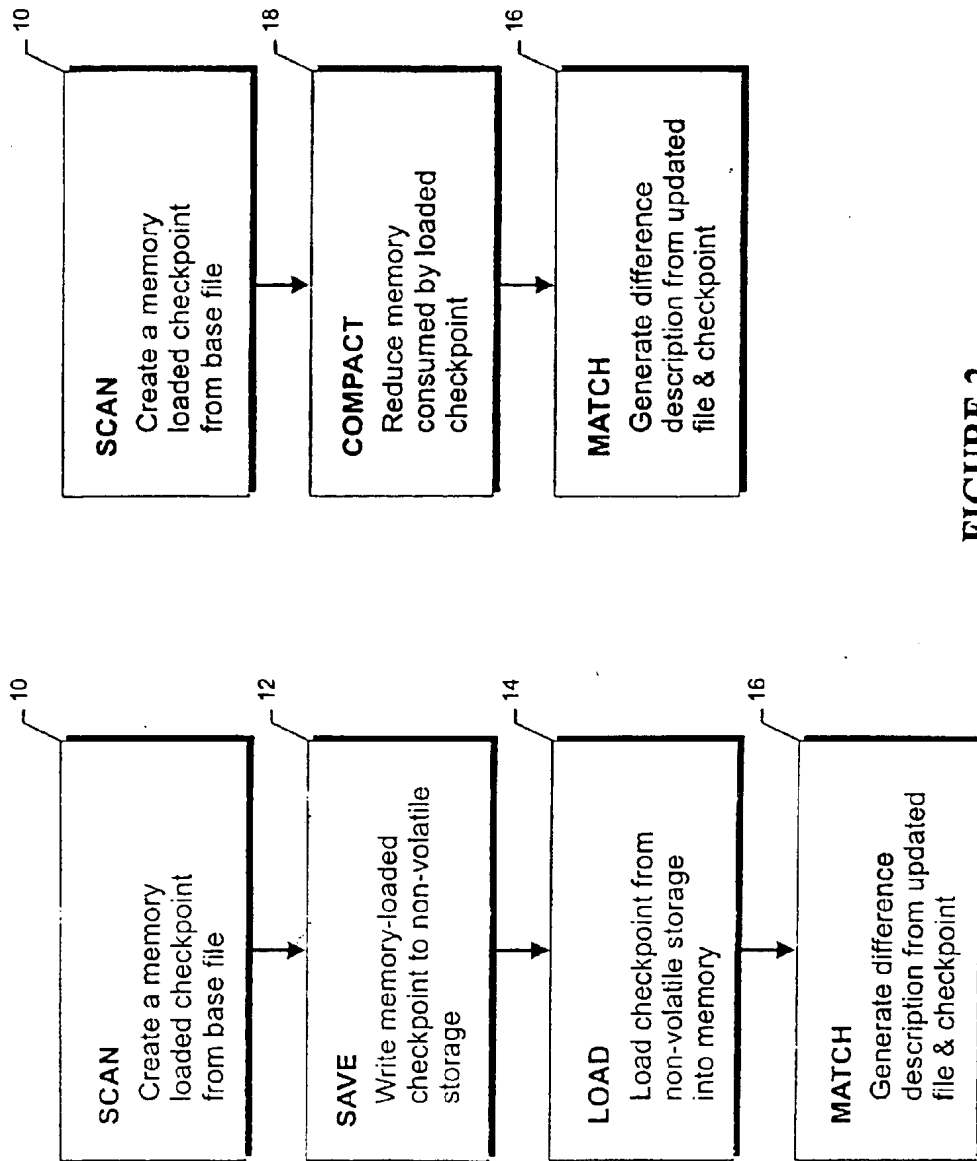 10
SCAN
Create a memory
loaded checkpoint
from base file
12
SAVE
Write memory-loaded
checkpoint to non-volatile
storage
14
LOAD
Load checkpoint from
non-volatile storage
into memory
16
MATCH
Generate difference
description from updated
file & checkpoint
10
SCAN
Create a memory
loaded checkpoint
from base file
18
COMPACT
Reduce memory
consumed by loaded
checkpoint
16
MATCH
Generate difference
description from updated
file & checkpoint
FIGURE